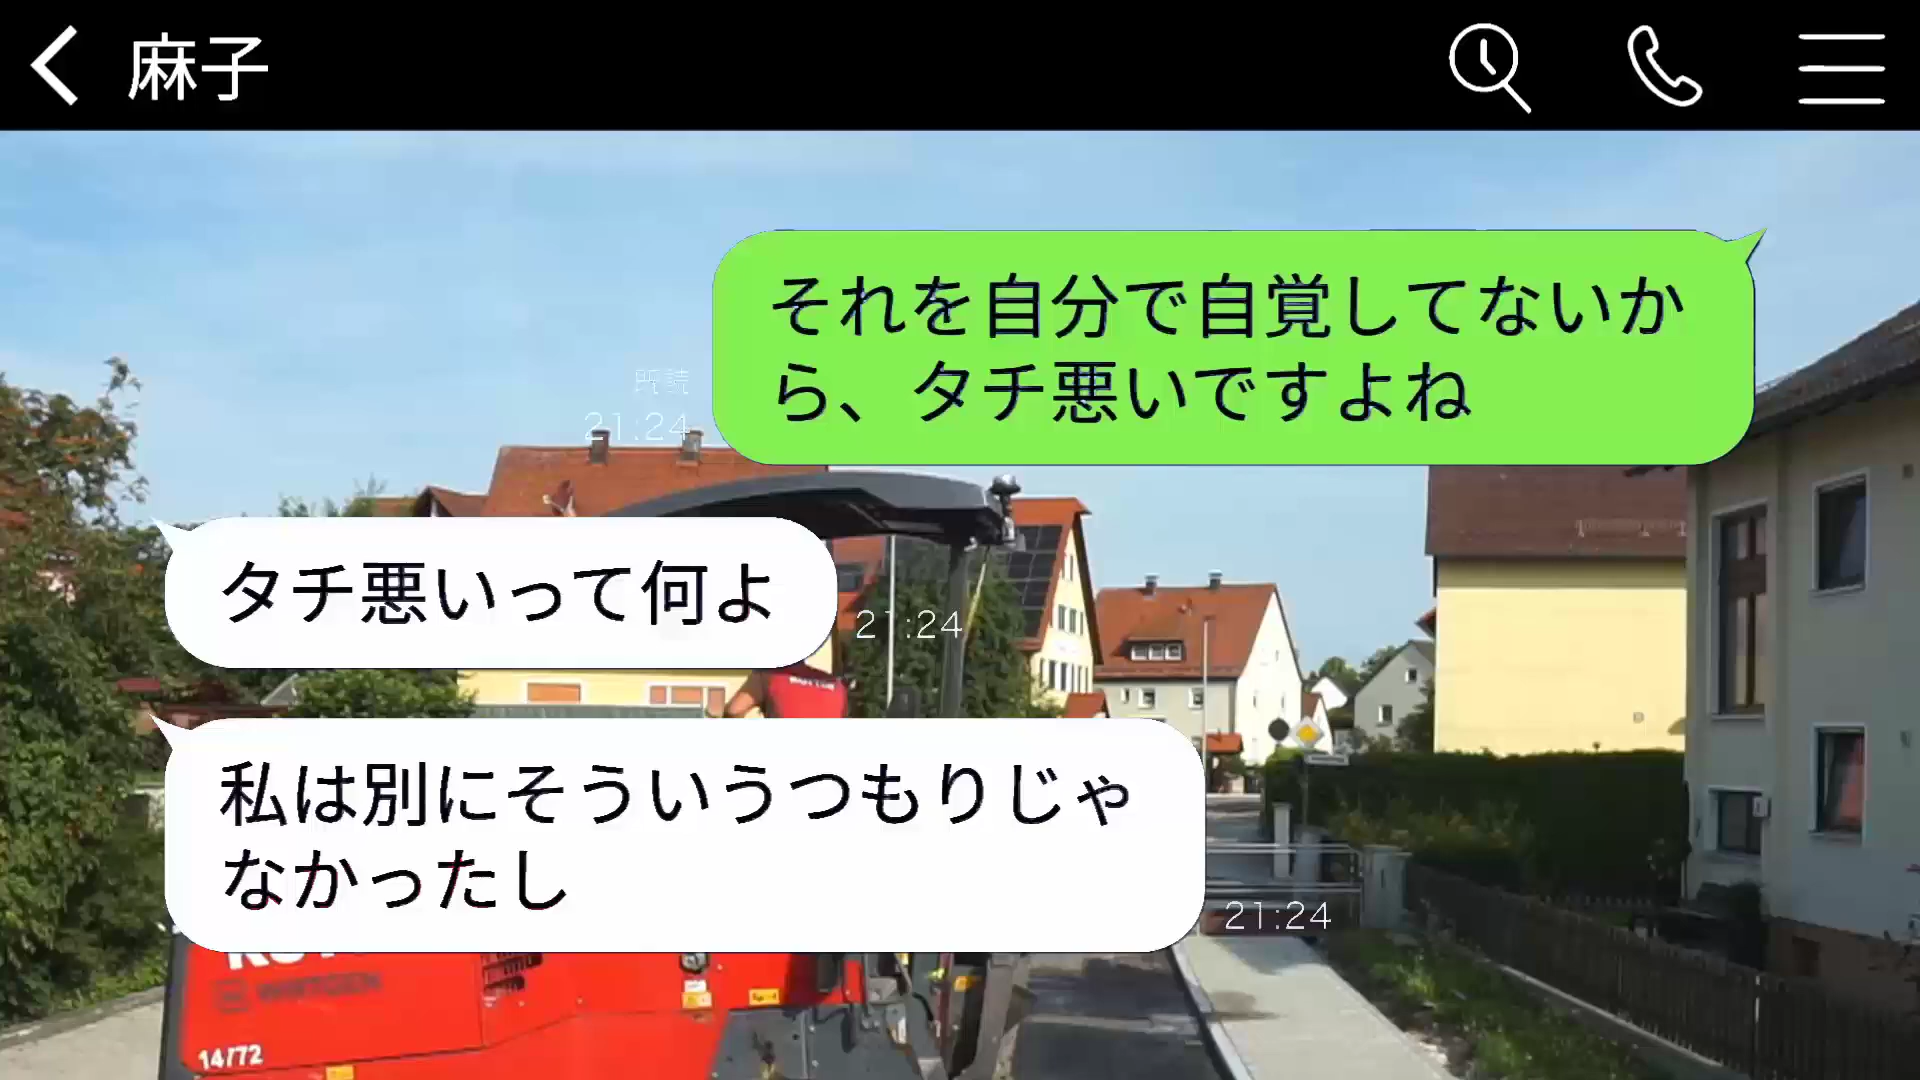 麻子
それを自分で自覚してないか
ら、タチ悪いですよね
既読
21:24
タチ悪いって何よ
21:24
私は別にそういうつもりじゃ
なかったし
21:24
WIRTGEN
14/72